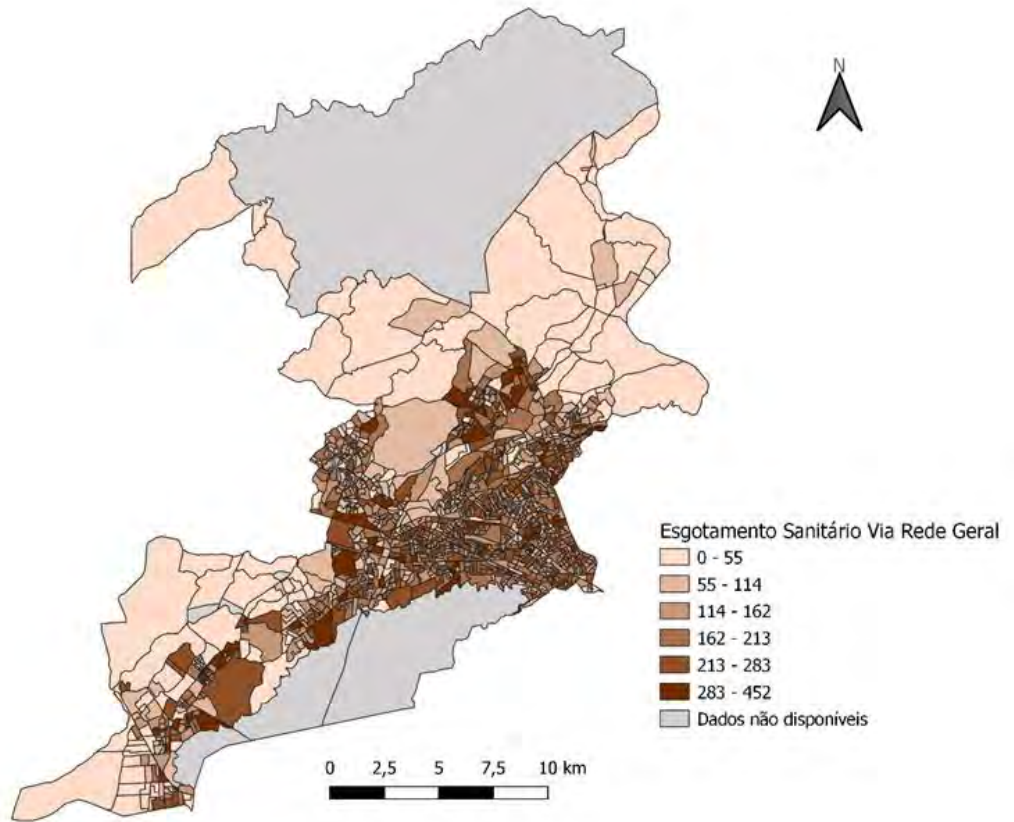 N
Esgotamento Sanitário Via Rede Geral
0 - 55
55 - 114
114 - 162
162 - 213
213 - 283
283 - 452
Dados não disponíveis
0 2,5 5 7,5 10 km